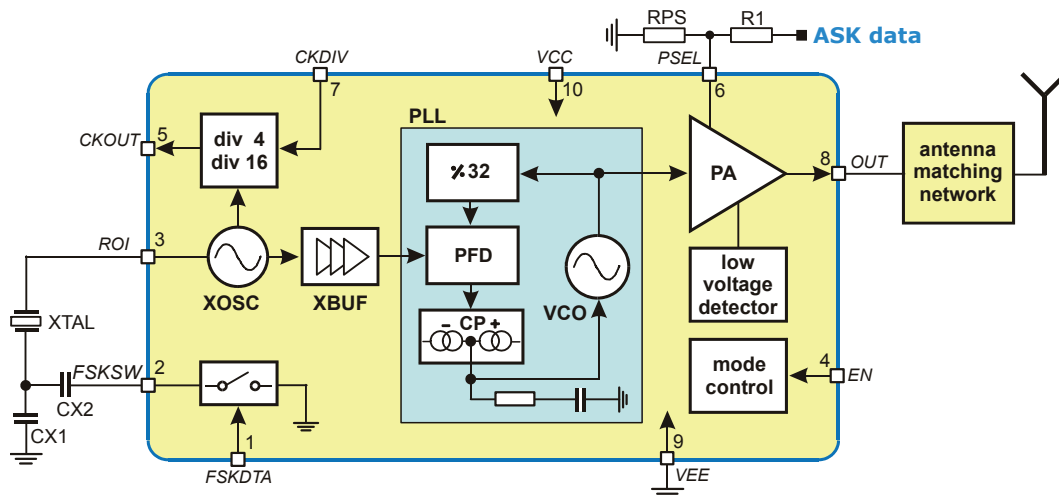 RPS
R1
ASK data
CKDIV
VCC
PSEL
7
10
6
PLL
CKOUT
5
div 4
div 16
٪32
PA
8
OUT
antenna
matching
network
ROI
3
PFD
XOSC
XBUF
VCO
low
voltage
detector
XTAL
- CP +
FSKSW
2
mode
control
4
EN
CX2
CX1
1
9
FSKDTA
VEE